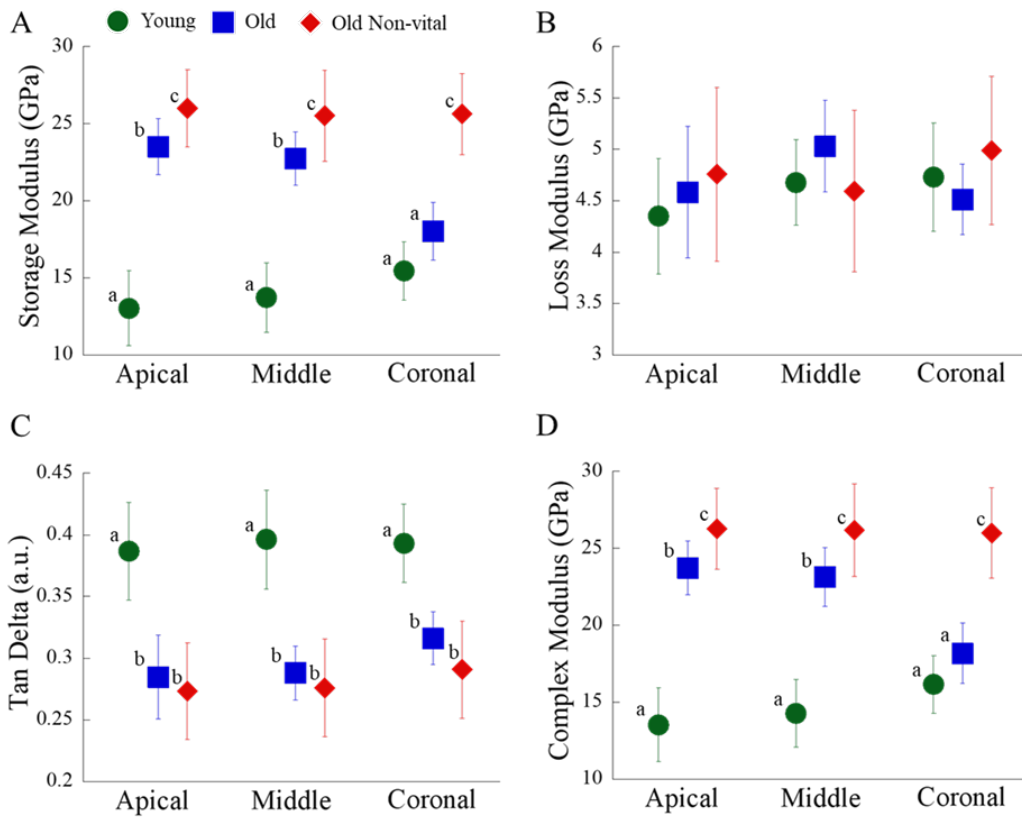 A
Young
Old
Old Non-vital
Storage Modulus (GPa)
30
25
20
15
10
b
c
b
c
c
a
a
a
a
Apical
Middle
Coronal
B
Loss Modulus (GPa)
6
5.5
5
4.5
4
3.5
3
Apical
Middle
Coronal
C
Tan Delta (a.u.)
0.45
0.4
0.35
0.3
0.25
0.2
a
a
a
b
b
b
b
b
b
Apical
Middle
Coronal
D
Complex Modulus (GPa)
30
25
20
15
10
b
c
b
c
c
a
a
a
a
Apical
Middle
Coronal